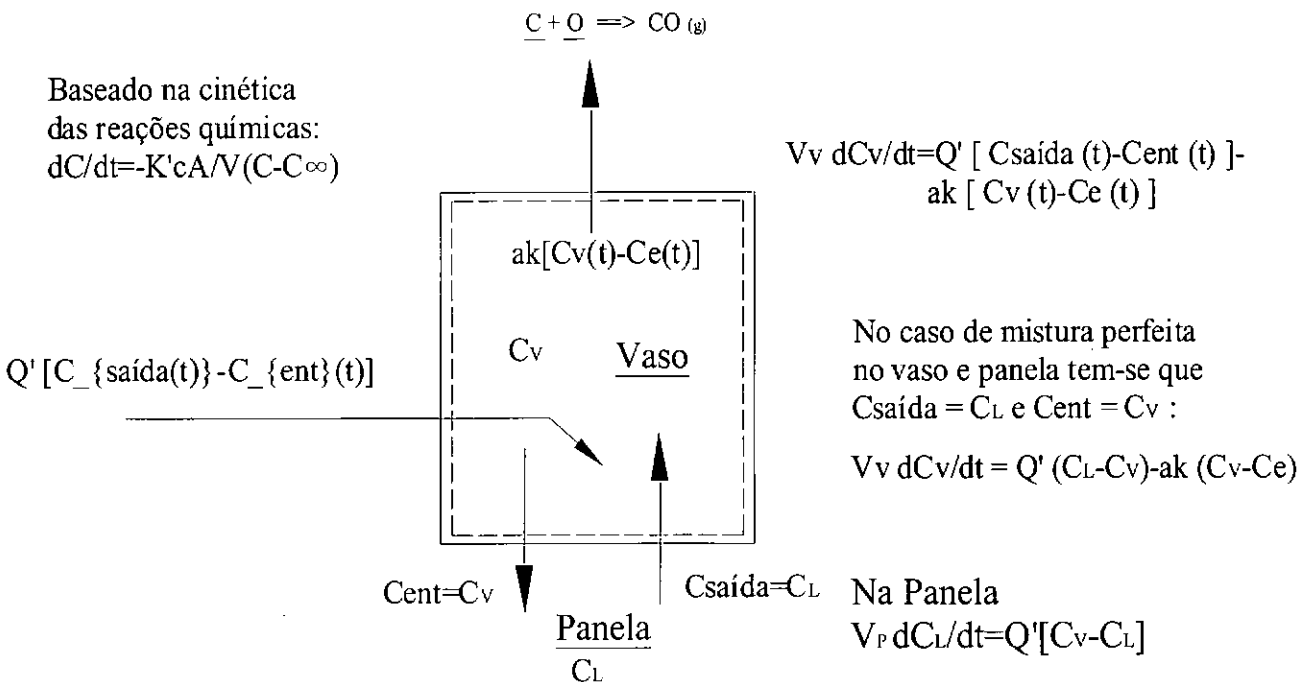 C + O => CO (g)
Baseado na cinética
das reações químicas:
dC/dt=-K'cA/V(C-C∞)
Vv dCv/dt=Q' [ Csaída (t)-Cent (t) ]-
ak [ Cv (t)-Ce (t) ]
ak[Cv(t)-Ce(t)]
Q' [C_{saída(t)}-C_{ent}(t)]
Cv
Vaso
No caso de mistura perfeita
no vaso e panela tem-se que
Csaída = CL e Cent = Cv :
Vv dCv/dt = Q' (CL-Cv)-ak (Cv-Ce)
Cent=Cv
Csaída=CL
Panela
CL
Na Panela
VP dCL/dt=Q'[Cv-CL]